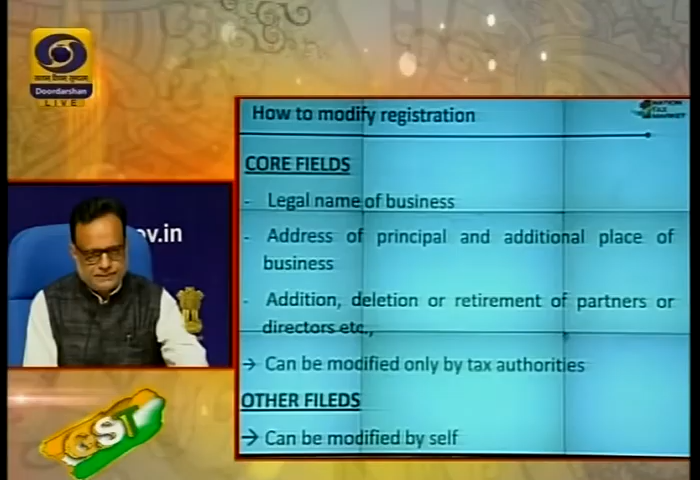 Doordarshan
LIVE
How to modify registration
NATION
TAX
MARKET
CORE FIELDS
- Legal name of business
- Address of principal and additional place of
business
- Addition, deletion or retirement of partners or
directors etc.,
→ Can be modified only by tax authorities
OTHER FILEDS
→ Can be modified by self
ov.in
GST